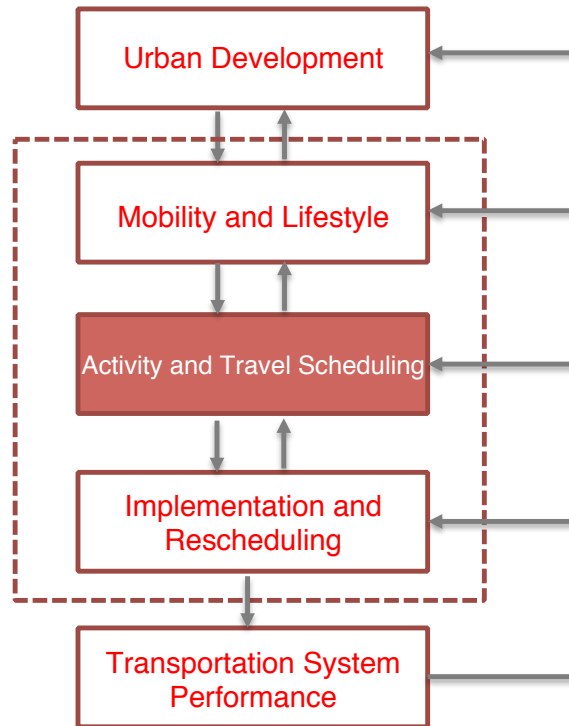 Urban Development
Mobility and Lifestyle
Activity and Travel Scheduling
Implementation and
Rescheduling
Transportation System
Performance